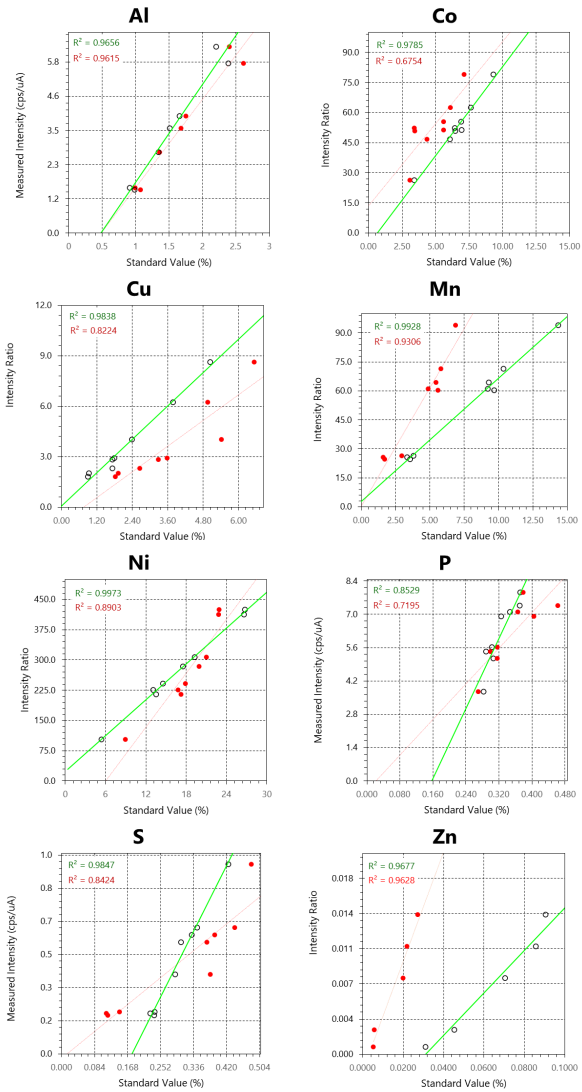 Al
R² = 0.9656
R² = 0.9615
Measured Intensity (cps/uA)
5.8
4.6
3.5
2.3
1.2
0.0
0
0.5
1
1.5
2
2.5
3
Standard Value (%)
Co
R² = 0.9785
R² = 0.6754
Intensity Ratio
90.0
75.0
60.0
45.0
30.0
15.0
0.0
0.00
2.50
5.00
7.50
10.00
12.50
15.00
Standard Value (%)
Cu
R² = 0.9838
R² = 0.8224
Intensity Ratio
12.0
9.0
6.0
3.0
0.0
0.00
1.20
2.40
3.60
4.80
6.00
Standard Value (%)
Mn
R² = 0.9928
R² = 0.9306
Intensity Ratio
90.0
75.0
60.0
45.0
30.0
15.0
0.0
0.00
2.50
5.00
7.50
10.00
12.50
15.00
Standard Value (%)
Ni
R² = 0.9973
R² = 0.8903
Intensity Ratio
450.0
375.0
300.0
225.0
150.0
75.0
0.0
0
6
12
18
24
30
Standard Value (%)
P
R² = 0.8529
R² = 0.7195
Measured Intensity (cps/uA)
8.4
7.0
5.6
4.2
2.8
1.4
0.0
0.000
0.080
0.160
0.240
0.320
0.400
0.480
Standard Value (%)
S
R² = 0.9847
R² = 0.8424
Measured Intensity (cps/uA)
1.0
0.8
0.7
0.5
0.3
0.2
0.0
0.000
0.084
0.168
0.252
0.336
0.420
0.504
Standard Value (%)
Zn
R² = 0.9677
R² = 0.9628
Intensity Ratio
0.018
0.014
0.011
0.007
0.004
0.000
0.000
0.0200
0.0400
0.0600
0.0800
0.1000
Standard Value (%)